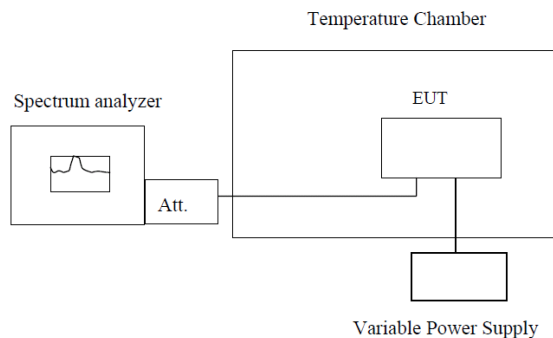 Temperature Chamber
Spectrum analyzer
EUT
Att.
Variable Power Supply